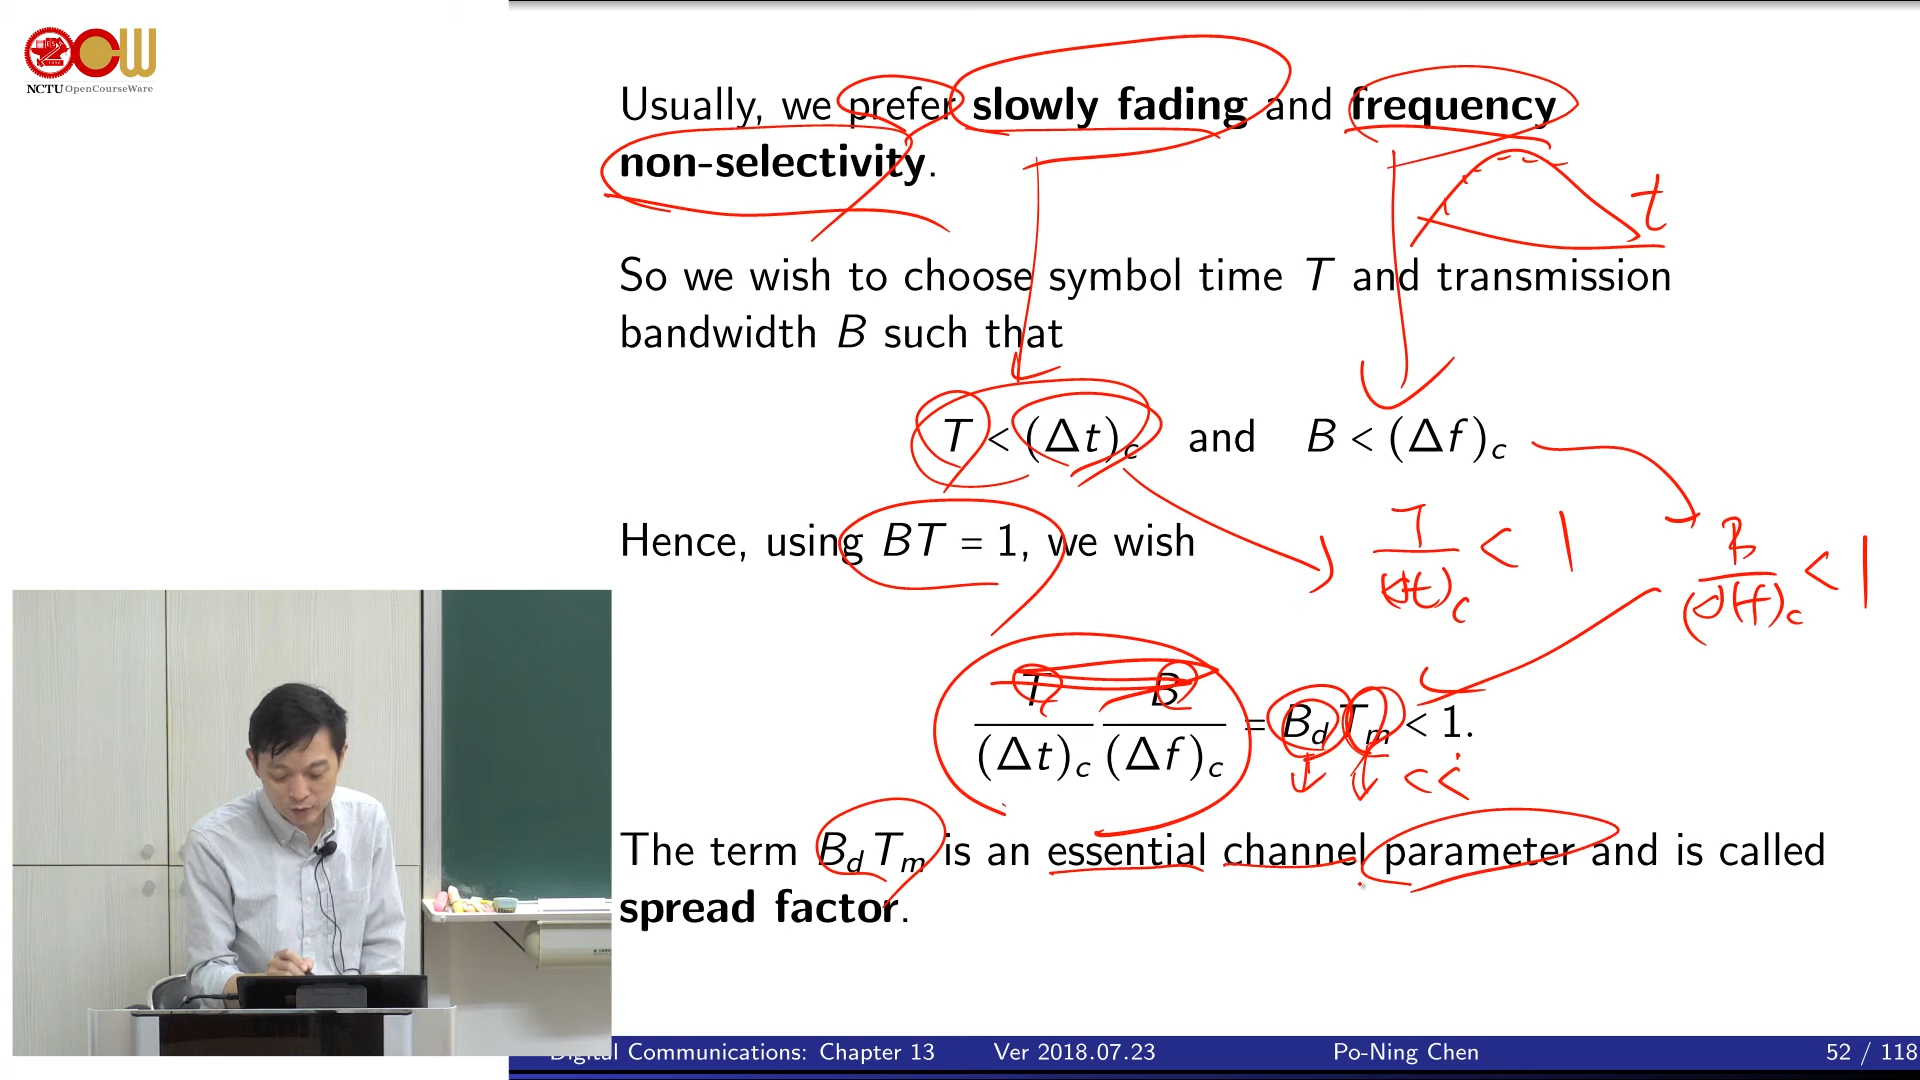 OCW
NCTU OpenCourseWare
Usually, we prefer slowly fading and frequency
non-selectivity.
t
So we wish to choose symbol time T and transmission
bandwidth B such that
T < (Δt)c and B < (Δf)c
Hence, using BT = 1, we wish
T/(Δt)c < 1
B/(Δf)c < 1
T/(Δt)c B/(Δf)c = BdTm < 1.
<<
The term BdTm is an essential channel parameter and is called
spread factor.
Digital Communications: Chapter 13 Ver 2018.07.23 Po-Ning Chen 52 / 118